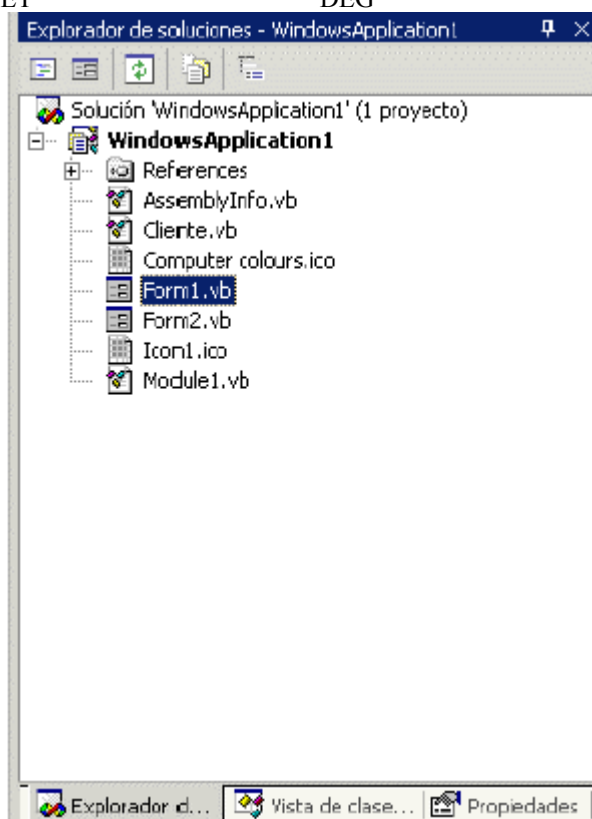 DEG
Explorador de soluciones - WindowsApplication1
Solución 'WindowsApplication1' (1 proyecto)
WindowsApplication1
References
AssemblyInfo.vb
Cliente.vb
Computer colours.ico
Form1.vb
Form2.vb
Icon1.ico
Module1.vb
Explorador d... Vista de clase... Propiedades